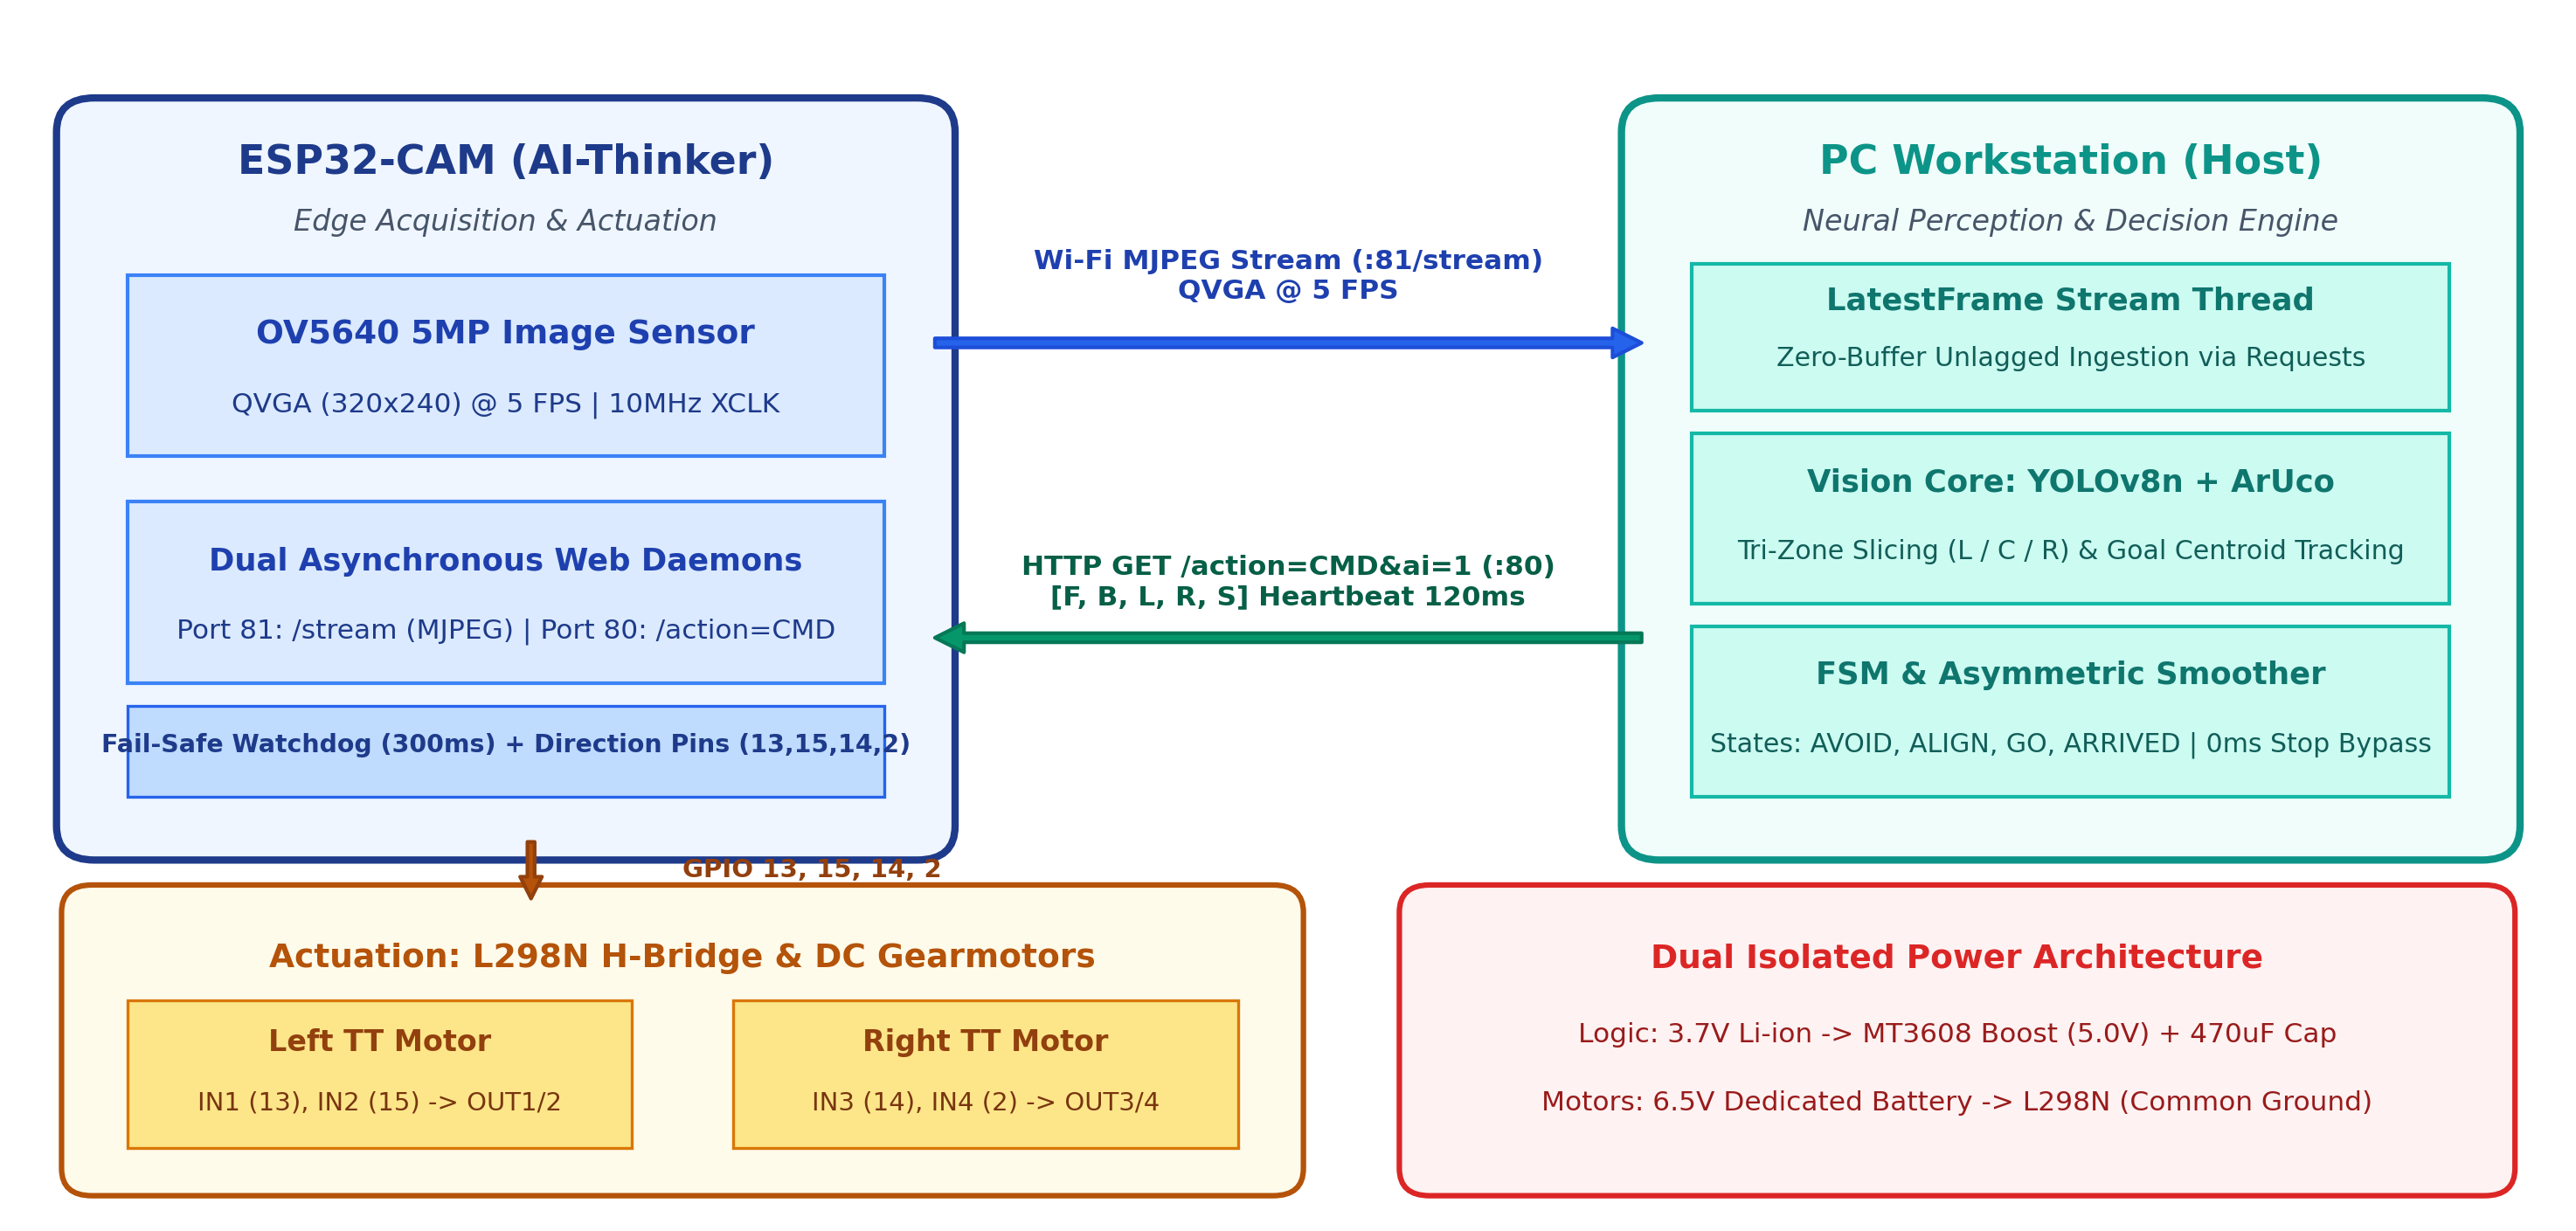 ESP32-CAM (AI-Thinker)
Edge Acquisition & Actuation
OV5640 5MP Image Sensor
QVGA (320x240) @ 5 FPS | 10MHz XCLK
Dual Asynchronous Web Daemons
Port 81: /stream (MJPEG) | Port 80: /action=CMD
Fail-Safe Watchdog (300ms) + Direction Pins (13,15,14,2)
Wi-Fi MJPEG Stream (:81/stream)
QVGA @ 5 FPS
HTTP GET /action=CMD&ai=1 (:80)
[F, B, L, R, S] Heartbeat 120ms
PC Workstation (Host)
Neural Perception & Decision Engine
LatestFrame Stream Thread
Zero-Buffer Unlagged Ingestion via Requests
Vision Core: YOLOv8n + ArUco
Tri-Zone Slicing (L / C / R) & Goal Centroid Tracking
FSM & Asymmetric Smoother
States: AVOID, ALIGN, GO, ARRIVED | 0ms Stop Bypass
GPIO 13, 15, 14, 2
Actuation: L298N H-Bridge & DC Gearmotors
Left TT Motor
IN1 (13), IN2 (15) -> OUT1/2
Right TT Motor
IN3 (14), IN4 (2) -> OUT3/4
Dual Isolated Power Architecture
Logic: 3.7V Li-ion -> MT3608 Boost (5.0V) + 470uF Cap
Motors: 6.5V Dedicated Battery -> L298N (Common Ground)